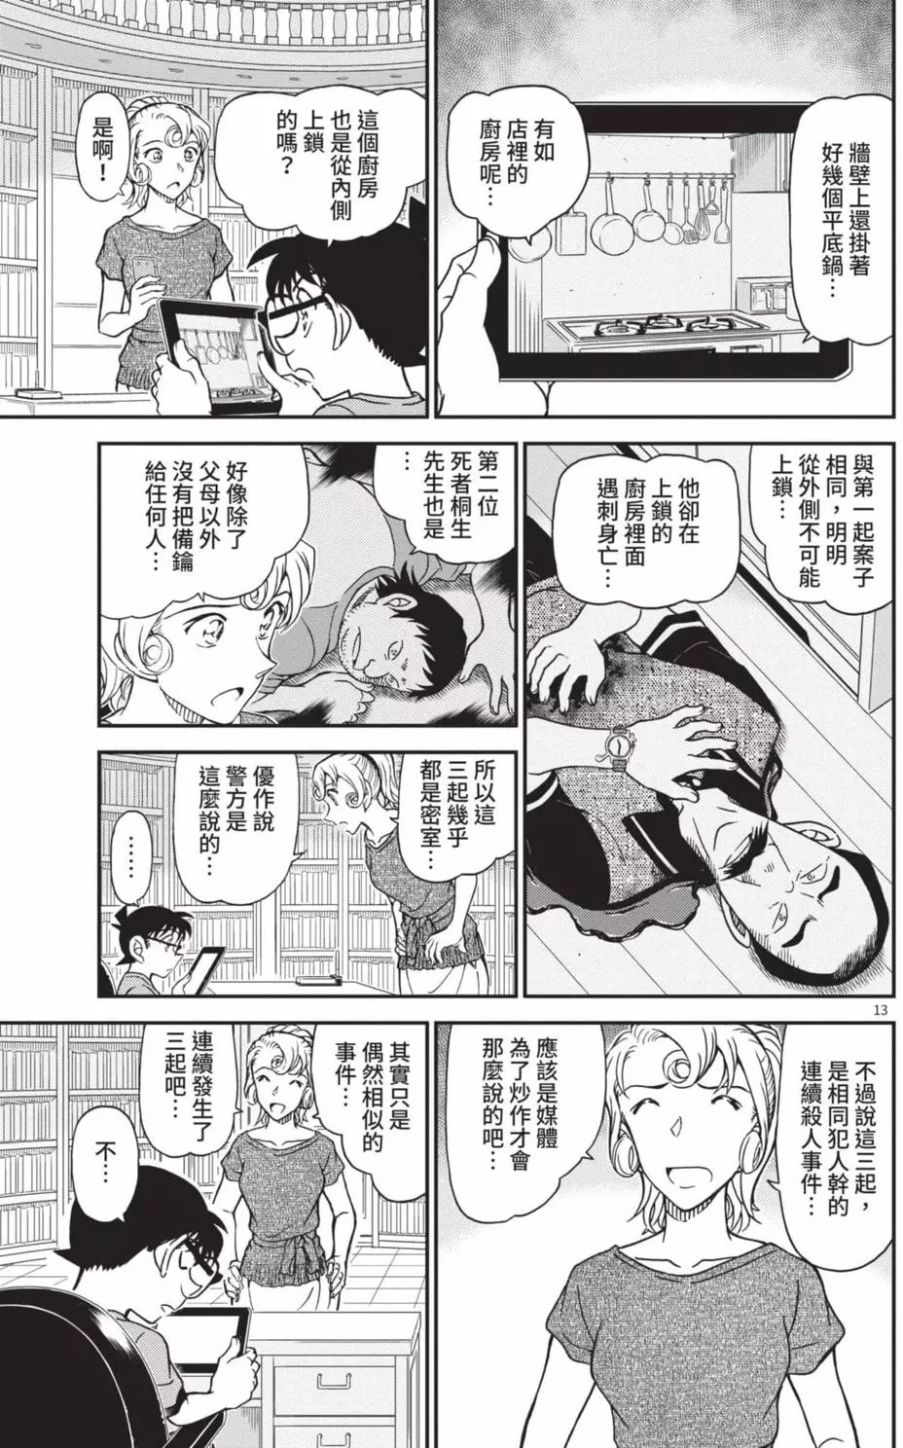 牆壁上還掛著
好幾個平底鍋…
有如
店裡的
廚房呢…
這個廚房
也是從內側
上鎖
的嗎？
是啊！
與第一起案子
相同，明明
從外側不可能
上鎖…
他卻在
上鎖的
廚房裡面
遇刺身亡…
第二位
死者桐生
先生也是
…
好像除了
父母以外
沒有把備鑰
給任何人…
所以這
三起幾乎
都是密室…
優作說
警方是
這麼說的…
……
13
不過說這三起，
是相同犯人幹的
連續殺人事件…
應該是媒體
為了炒作才會
那麼說的吧…
其實只是
偶然相似的
事件…
連續發生了
三起吧…
不…